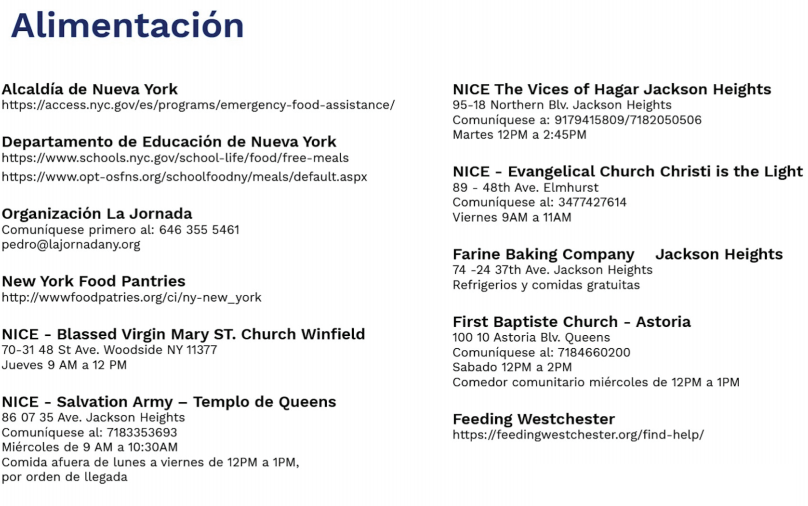 Alimentación
Alcaldía de Nueva York
https://access.nyc.gov/es/programs/emergency-food-assistance/
Departamento de Educación de Nueva York
https://www.schools.nyc.gov/school-life/food/free-meals
https://www.opt-osfns.org/schoolfoodny/meals/default.aspx
Organización La Jornada
Comuníquese primero al: 646 355 5461
pedro@lajornadany.org
New York Food Pantries
http://wwwfoodpatries.org/ci/ny-new_york
NICE - Blassed Virgin Mary ST. Church Winfield
70-31 48 St Ave. Woodside NY 11377
Jueves 9 AM a 12 PM
NICE - Salvation Army – Templo de Queens
86 07 35 Ave. Jackson Heights
Comuníquese al: 7183353693
Miércoles de 9 AM a 10:30AM
Comida afuera de lunes a viernes de 12PM a 1PM,
por orden de llegada
NICE The Vices of Hagar Jackson Heights
95-18 Northern Blv. Jackson Heights
Comuníquese a: 9179415809/7182050506
Martes 12PM a 2:45PM
NICE - Evangelical Church Christi is the Light
89 - 48th Ave. Elmhurst
Comuníquese al: 3477427614
Viernes 9AM a 11AM
Farine Baking Company Jackson Heights
74 -24 37th Ave. Jackson Heights
Refrigerios y comidas gratuitas
First Baptiste Church - Astoria
100 10 Astoria Blv. Queens
Comuníquese al: 7184660200
Sabado 12PM a 2PM
Comedor comunitario miércoles de 12PM a 1PM
Feeding Westchester
https://feedingwestchester.org/find-help/